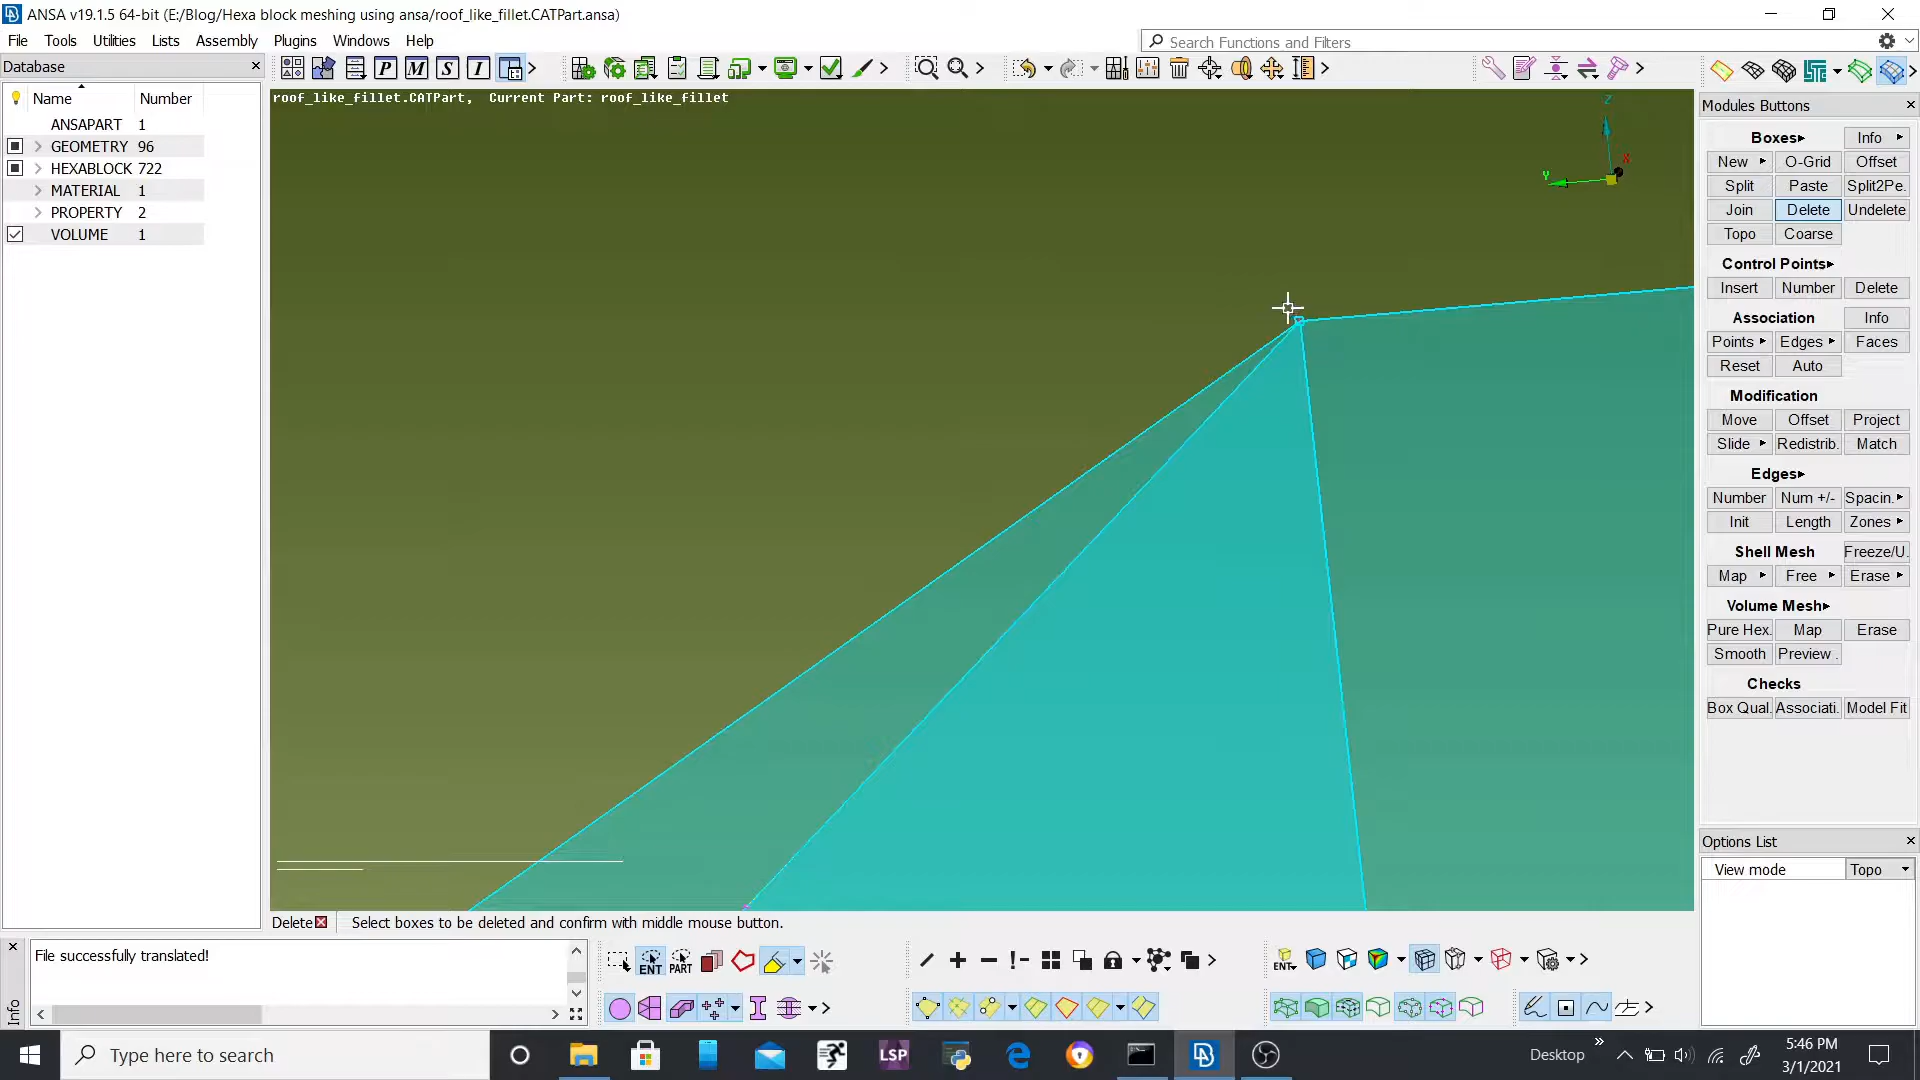 ANSA v19.1.5 64-bit (E:/Blog/Hexa block meshing using ansa/roof_like_fillet.CATPart.ansa)
File Tools Utilities Lists Assembly Plugins Windows Help
Search Functions and Filters
Database
P M S I
Name Number
ANSAPART 1
GEOMETRY 96
HEXABLOCK 722
MATERIAL 1
PROPERTY 2
VOLUME 1
roof_like_fillet.CATPart, Current Part: roof_like_fillet
Z
X
Y
Modules Buttons
Boxes Info
New O-Grid Offset
Split Paste Split2Pe.
Join Delete Undelete
Topo Coarse
Control Points
Insert Number Delete
Association Info
Points Edges Faces
Reset Auto
Modification
Move Offset Project
Slide Redistrib. Match
Edges
Number Num +/- Spacin.
Init Length Zones
Shell Mesh Freeze/U.
Map Free Erase
Volume Mesh
Pure Hex. Map Erase
Smooth Preview .
Checks
Box Qual. Associati. Model Fit
Options List
View mode Topo
Delete Select boxes to be deleted and confirm with middle mouse button.
File successfully translated!
Info
ENT PART ENT
Type here to search
LSP
Desktop
5:46 PM
3/1/2021